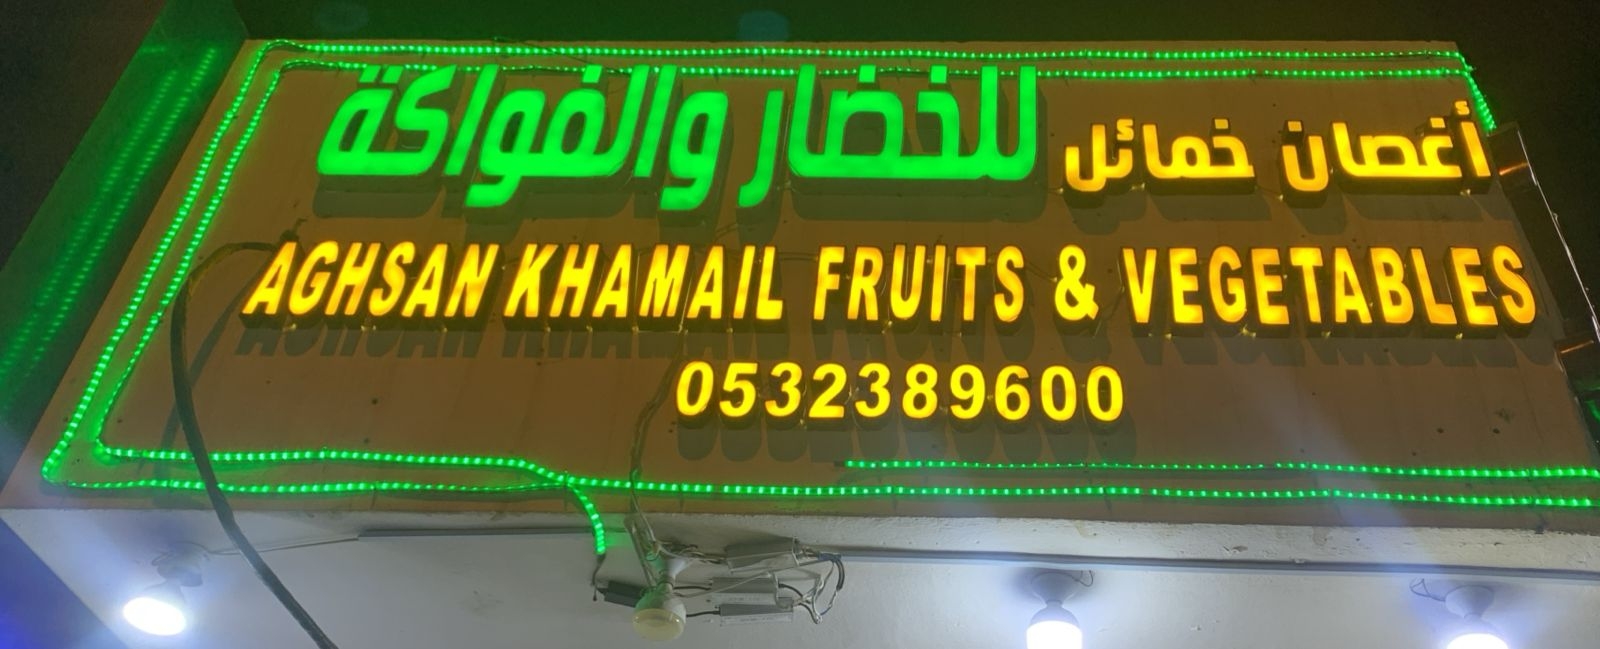 أغصان خمائل للخضار والفواكة
AGHSAN KHAMAIL FRUITS & VEGETABLES
0532389600